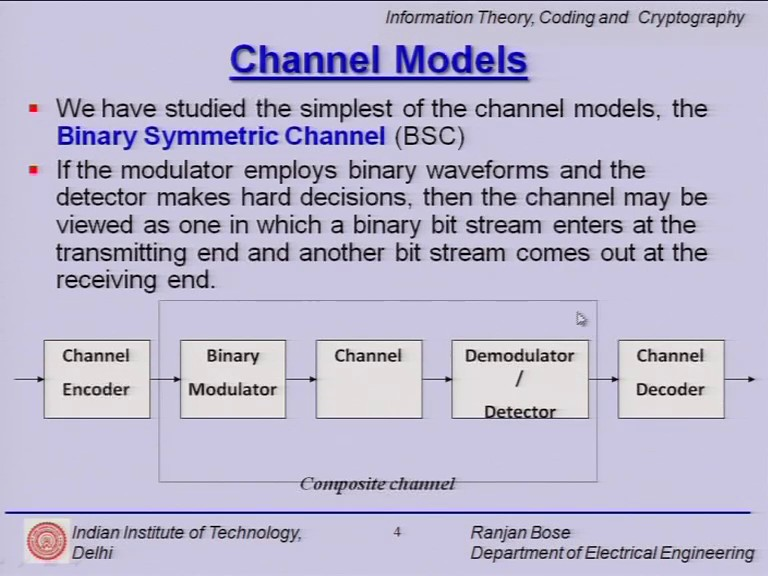 Information Theory, Coding and Cryptography
Channel Models
We have studied the simplest of the channel models, the
Binary Symmetric Channel (BSC)
If the modulator employs binary waveforms and the
detector makes hard decisions, then the channel may be
viewed as one in which a binary bit stream enters at the
transmitting end and another bit stream comes out at the
receiving end.
Channel
Encoder
Binary
Modulator
Channel
Demodulator
/
Detector
Channel
Decoder
Composite channel
Indian Institute of Technology,
Delhi
4
Ranjan Bose
Department of Electrical Engineering